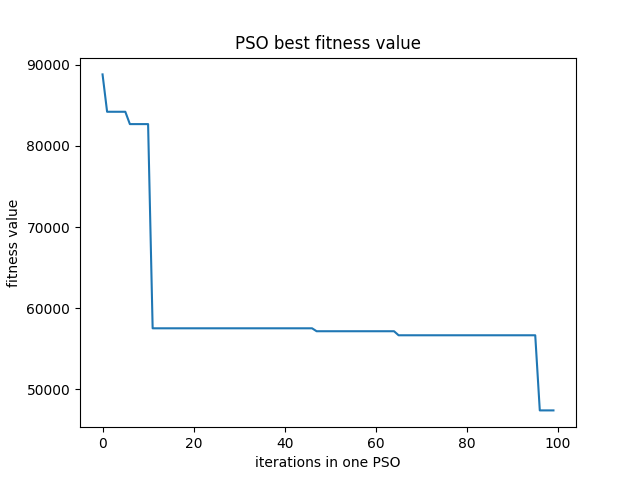 PSO best fitness value
90000
80000
70000
60000
50000
fitness value
0 20 40 60 80 100
iterations in one PSO